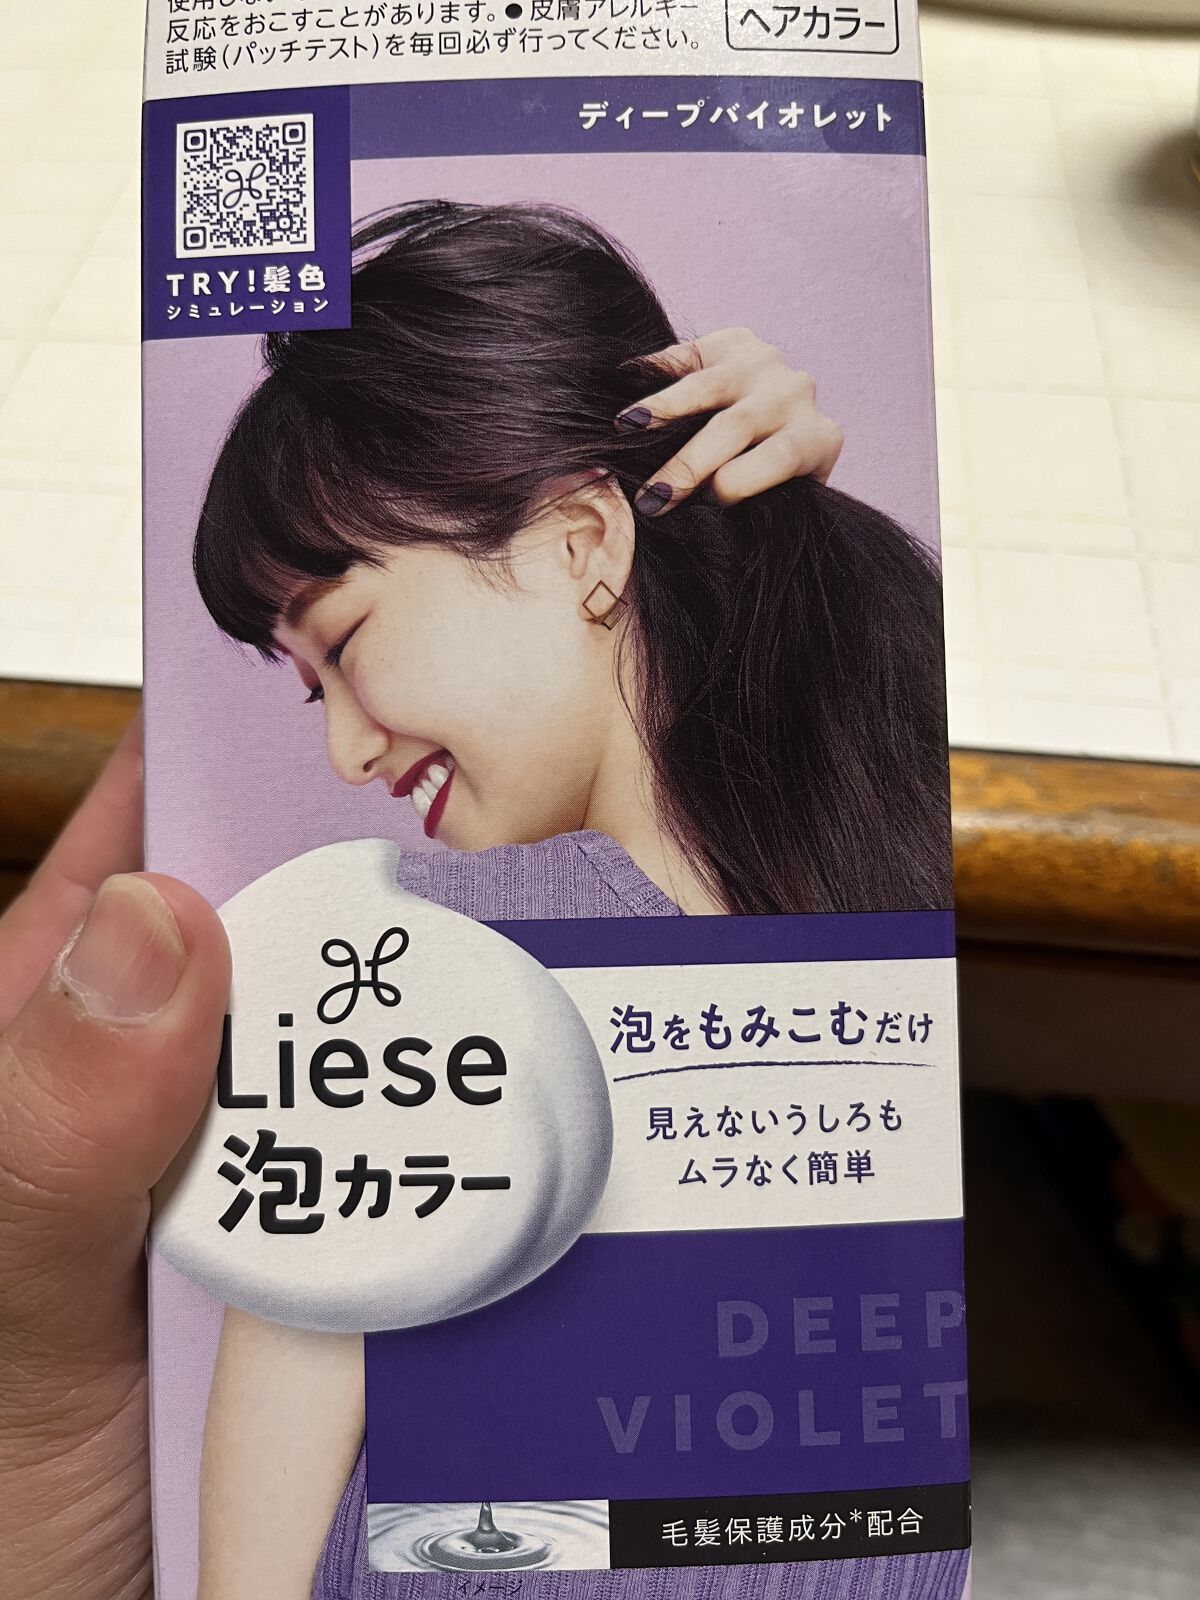 反応をおこすことがあります。●皮膚アレルギー
試験(パッチテスト)を毎回必ず行ってください。
ヘアカラー
ディープバイオレット
TRY!髪色
シミュレーション
Liese
泡カラー
泡をもみこむだけ
見えないうしろも
ムラなく簡単
DEEP
VIOLET
毛髪保護成分*配合
イメージ